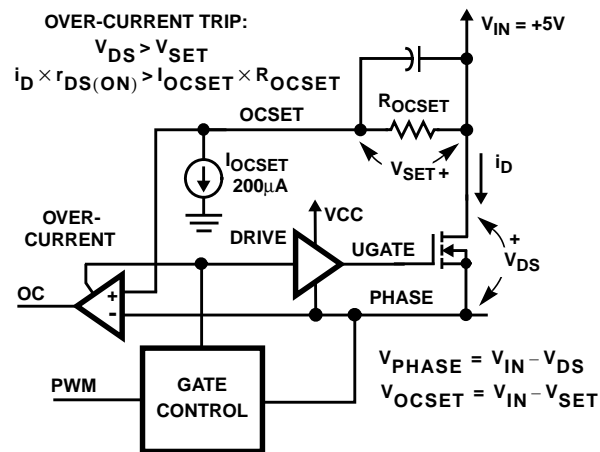 OVER-CURRENT TRIP:
V_DS > V_SET
i_D × r_DS(ON) > I_OCSET × R_OCSET
V_IN = +5V
R_OCSET
OCSET
V_SET +
i_D
I_OCSET
200μA
VCC
OVER-
CURRENT
DRIVE
UGATE
+
V_DS
OC
+
-
PHASE
PWM
GATE
CONTROL
V_PHASE = V_IN – V_DS
V_OCSET = V_IN – V_SET